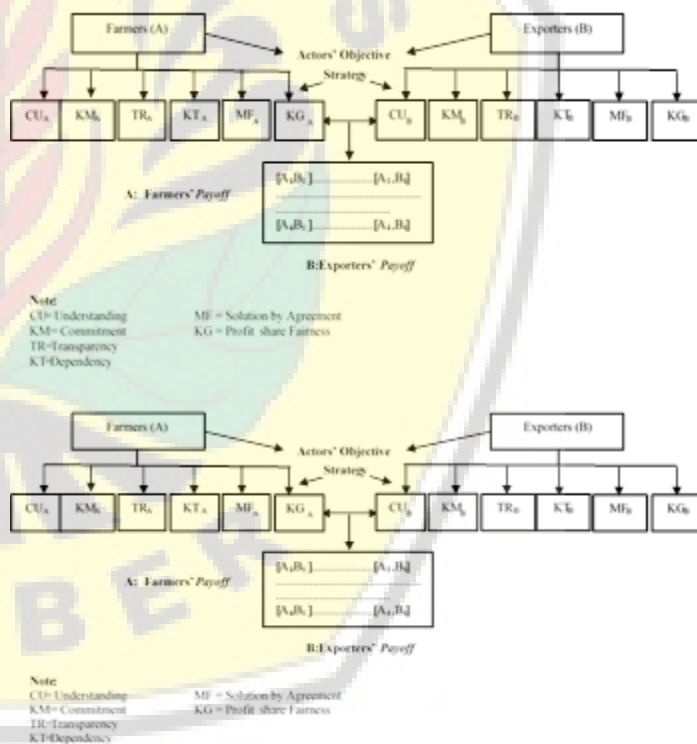 Farmers (A) Exporters (B)
Actors' Objective
Strategy
CUA KMA TRA KTA MFA KGA CUB KMB TRB KTB MFB KGB
A: Farmers' Payoff
B:Exporters' Payoff
Note
CU= Understanding MF = Solution by Agreement
KM= Commitment KG = Profit share Fairness
TR=Transparency
KT=Dependency
Farmers (A) Exporters (B)
Actors' Objective
Strategy
CUA KMA TRA KTA MFA KGA CUB KMB TRB KTB MFB KGB
A: Farmers' Payoff
B:Exporters' Payoff
Note
CU= Understanding MF = Solution by Agreement
KM= Commitment KG = Profit share Fairness
TR=Transparency
KT=Dependency
BER